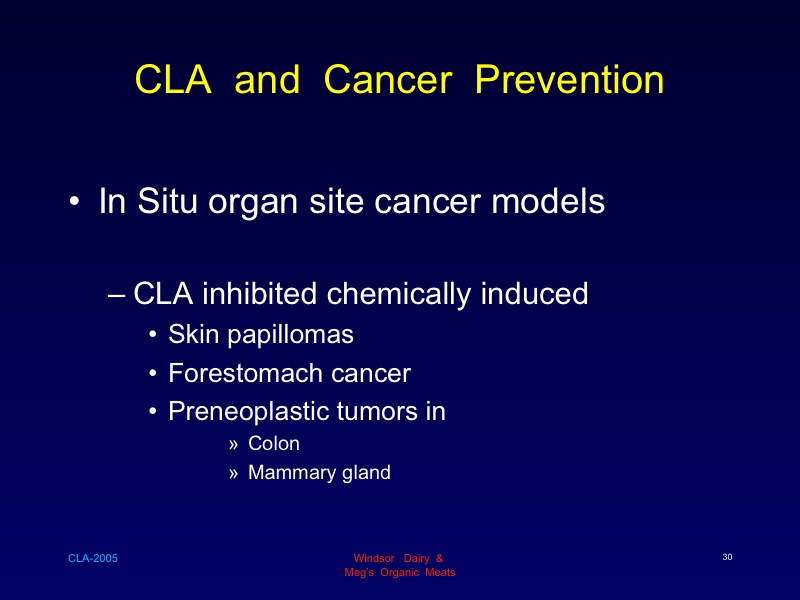 CLA and Cancer Prevention
• In Situ organ site cancer models
– CLA inhibited chemically induced
• Skin papillomas
• Forestomach cancer
• Preneoplastic tumors in
» Colon
» Mammary gland
CLA-2005
Windsor Dairy &
Meg's Organic Meats
30